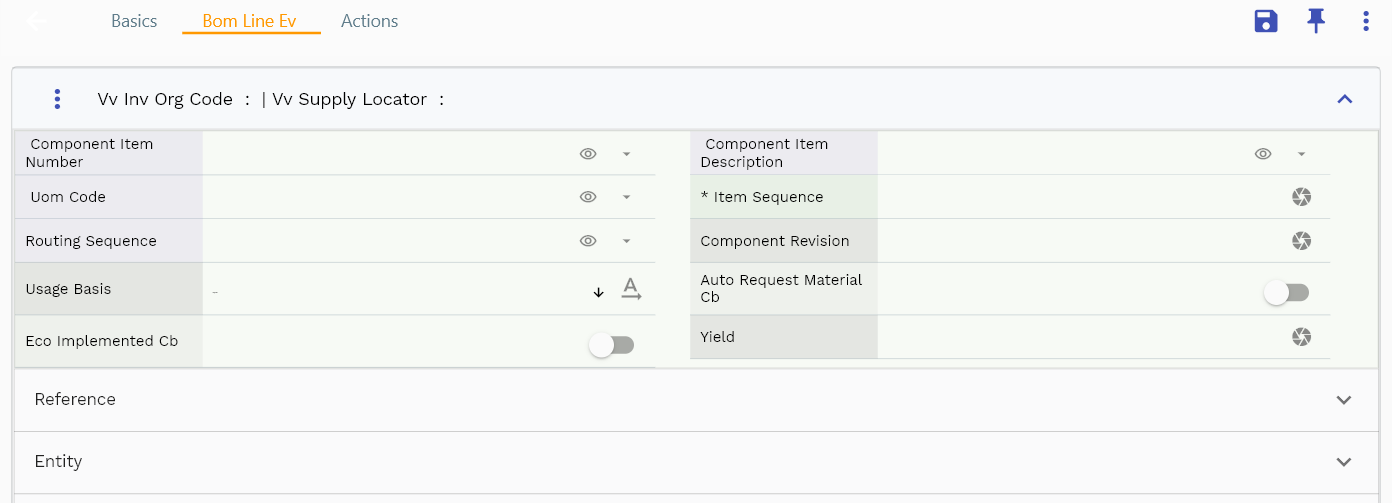 Basics Bom Line Ev Actions
Vv Inv Org Code : | Vv Supply Locator :
Component Item
Number
Component Item
Description
Uom Code
* Item Sequence
Routing Sequence
Component Revision
Usage Basis
–
Auto Request Material
Cb
Eco Implemented Cb
Yield
Reference
Entity